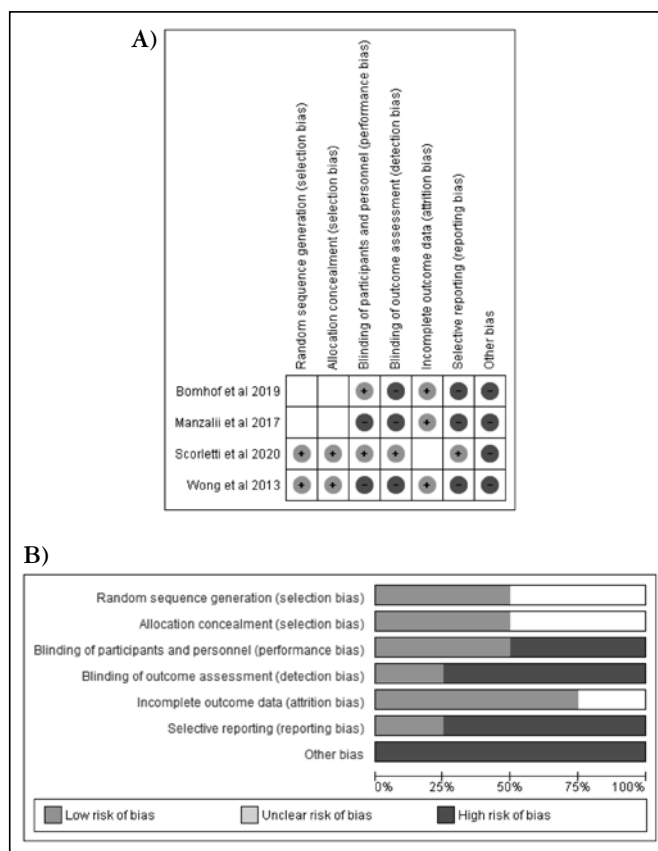 A)
Random sequence generation (selection bias)
Allocation concealment (selection bias)
Blinding of participants and personnel (performance bias)
Blinding of outcome assessment (detection bias)
Incomplete outcome data (attrition bias)
Selective reporting (reporting bias)
Other bias
Bomhof et al 2019 + - + - -
Manzalii et al 2017 - - + - -
Scorletti et al 2020 + + + + + -
Wong et al 2013 + + - - + - -
B)
Random sequence generation (selection bias)
Allocation concealment (selection bias)
Blinding of participants and personnel (performance bias)
Blinding of outcome assessment (detection bias)
Incomplete outcome data (attrition bias)
Selective reporting (reporting bias)
Other bias
0% 25% 50% 75% 100%
Low risk of bias Unclear risk of bias High risk of bias